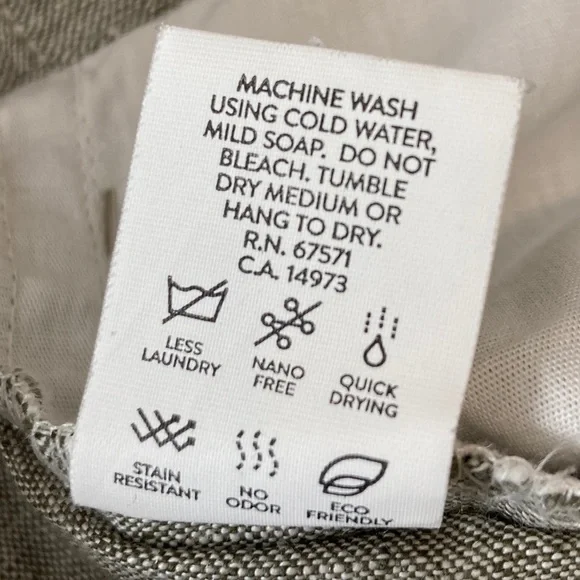 MACHINE WASH
USING COLD WATER,
MILD SOAP. DO NOT
BLEACH. TUMBLE
DRY MEDIUM OR
HANG TO DRY.
R.N. 67571
C.A. 14973
LESS
LAUNDRY
NANO
FREE
QUICK
DRYING
STAIN
RESISTANT
NO
ODOR
ECO
FRIENDLY